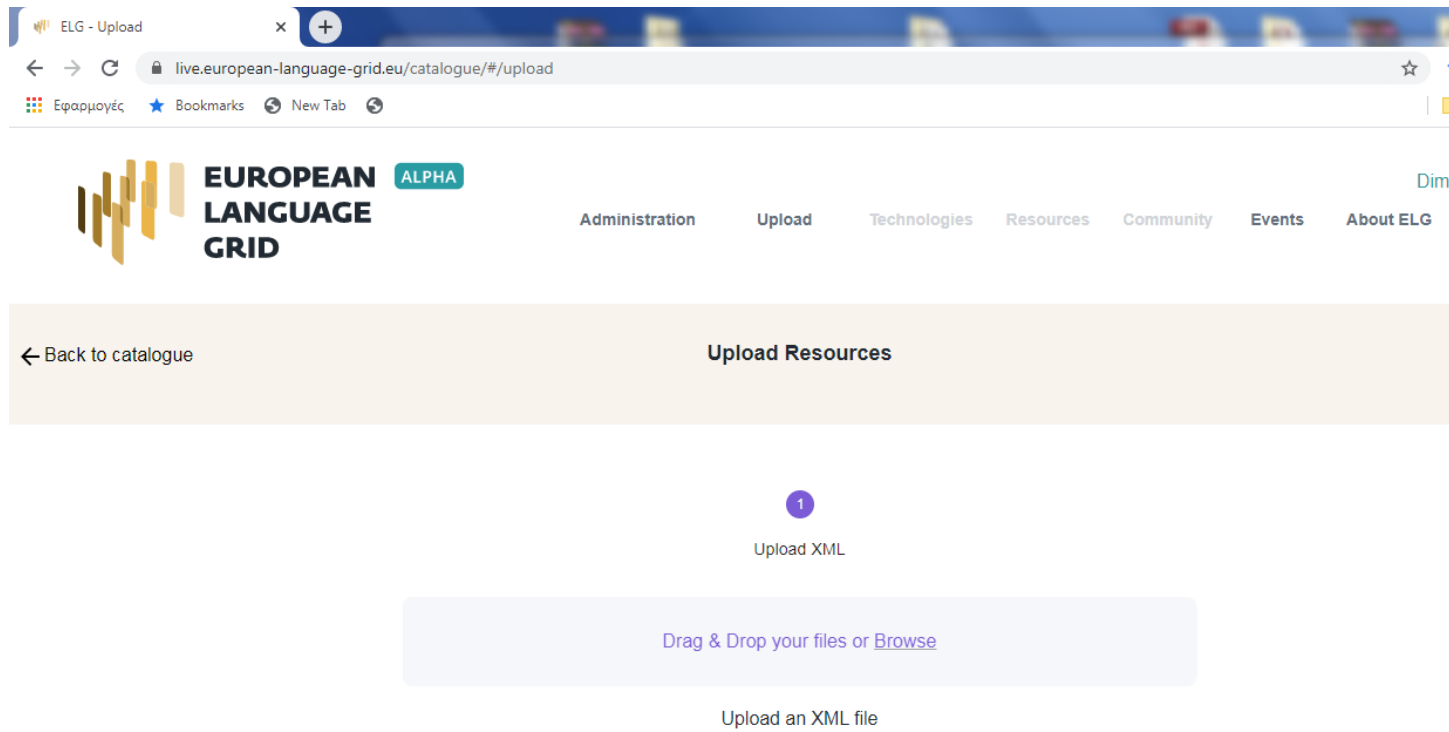 ELG - Upload
live.european-language-grid.eu/catalogue/#/upload
Εφαρμογές Bookmarks New Tab
EUROPEAN ALPHA
LANGUAGE
GRID
Dim
Administration Upload Technologies Resources Community Events About ELG
← Back to catalogue Upload Resources
1
Upload XML
Drag & Drop your files or Browse
Upload an XML file